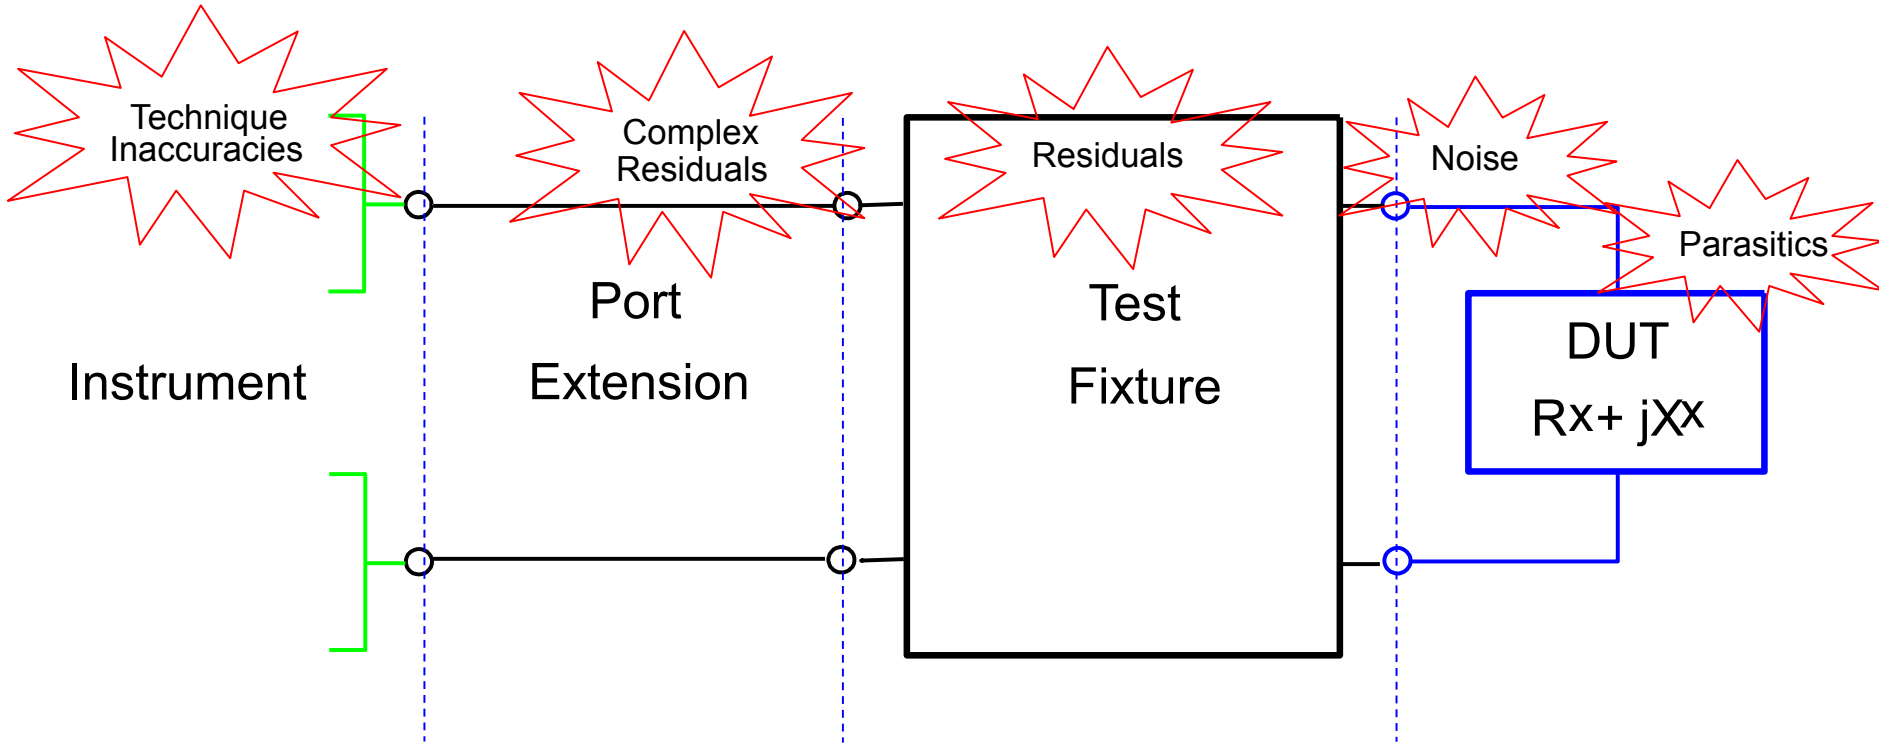 Technique
Inaccuracies
Complex
Residuals
Residuals
Noise
Parasitics
Instrument
Port
Extension
Test
Fixture
DUT
Rx+ jXx